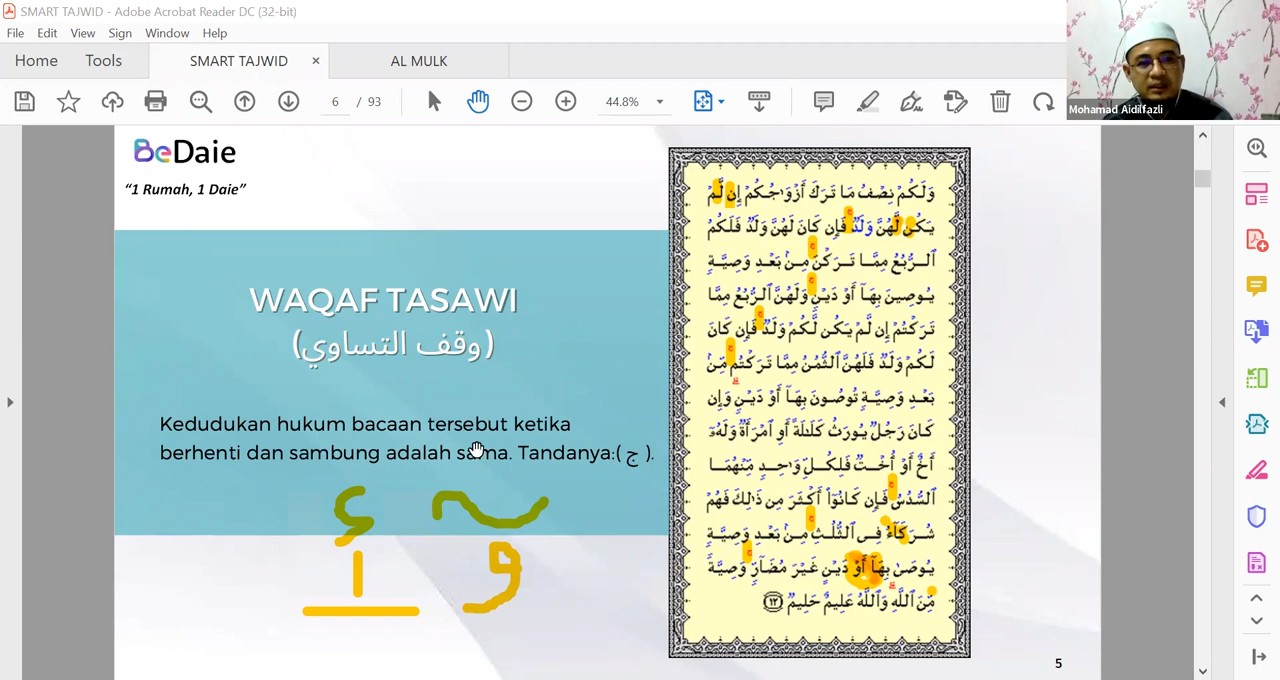 SMART TAJWID - Adobe Acrobat Reader DC (32-bit)
File Edit View Sign Window Help
Home Tools SMART TAJWID × AL MULK
6 / 93 44.8%
Mohamad Aidilfazli
BeDaie
“1 Rumah, 1 Daie”
WAQAF TASAWI
(وقف التساوي)
Kedudukan hukum bacaan tersebut ketika
berhenti dan sambung adalah sama. Tandanya:( ج ).
أ و
وَلَكُمْ نِصْفُ مَا تَرَكَ أَزْوَٰجُكُمْ إِن لَّمْ
يَكُن لَّهُنَّ وَلَدٌ ۚ فَإِن كَانَ لَهُنَّ وَلَدٌ فَلَكُمُ
ٱلرُّبُعُ مِمَّا تَرَكْنَ ۚ مِنۢ بَعْدِ وَصِيَّةٍ
يُوصِينَ بِهَآ أَوْ دَيْنٍ ۚ وَلَهُنَّ ٱلرُّبُعُ مِمَّا
تَرَكْتُمْ إِن لَّمْ يَكُن لَّكُمْ وَلَدٌ ۚ فَإِن كَانَ
لَكُمْ وَلَدٌ فَلَهُنَّ ٱلثُّمُنُ مِمَّا تَرَكْتُم ۚ مِّنۢ
بَعْدِ وَصِيَّةٍ تُوصُونَ بِهَآ أَوْ دَيْنٍ ۗ وَإِن
كَانَ رَجُلٌ يُورَثُ كَلَٰلَةً أَوِ ٱمْرَأَةٌ وَلَهُۥٓ
أَخٌ أَوْ أُخْتٌ فَلِكُلِّ وَٰحِدٍ مِّنْهُمَا
ٱلسُّدُسُ ۚ فَإِن كَانُوٓا۟ أَكْثَرَ مِن ذَٰلِكَ فَهُمْ
شُرَكَآءُ فِى ٱلثُّلُثِ ۚ مِنۢ بَعْدِ وَصِيَّةٍ
يُوصَىٰ بِهَآ أَوْ دَيْنٍ غَيْرَ مُضَآرٍّ ۚ وَصِيَّةً
مِّنَ ٱللَّهِ ۗ وَٱللَّهُ عَلِيمٌ حَلِيمٌ ١٢
5